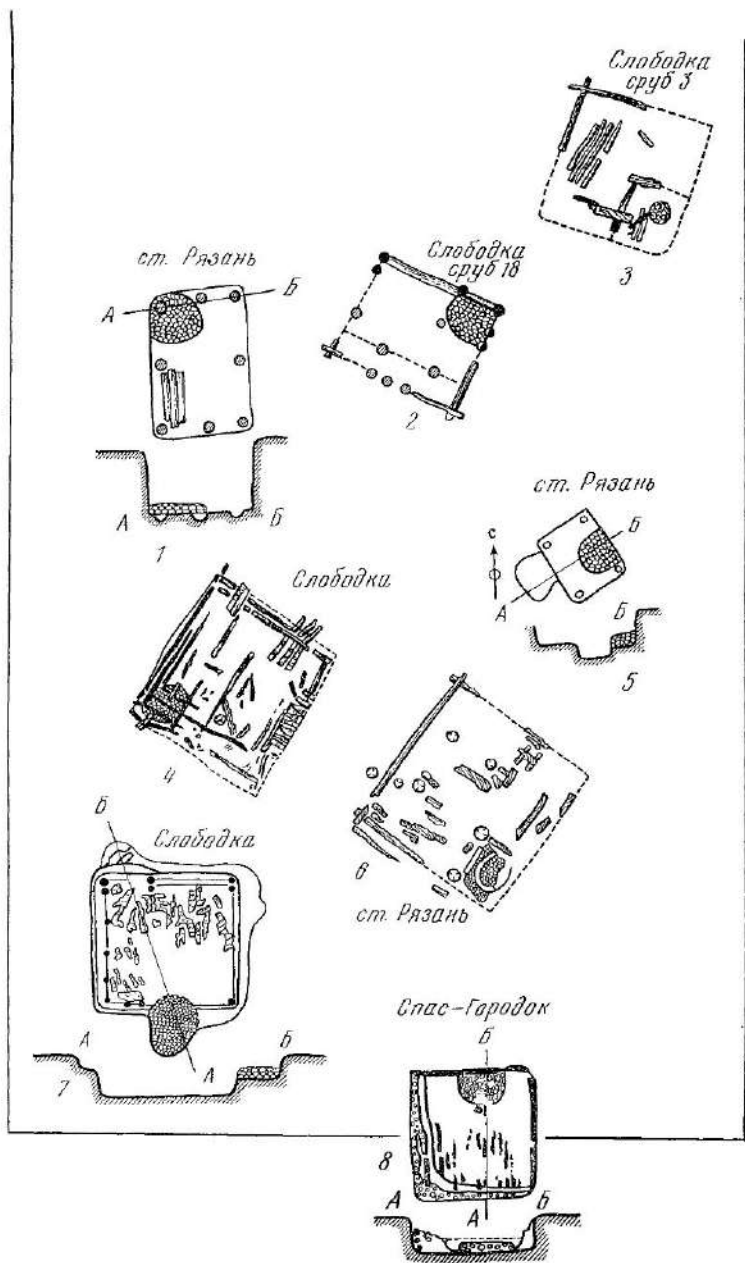 Слободка
сруб 3
3
ст. Рязань
А
Б
А
Б
1
Слободка
сруб 18
2
ст. Рязань
с
Б
А
Б
5
Слободка
4
6
ст. Рязань
Б
Слободка
А
А
Б
7
Спас-Городок
Б
8
А
А
Б